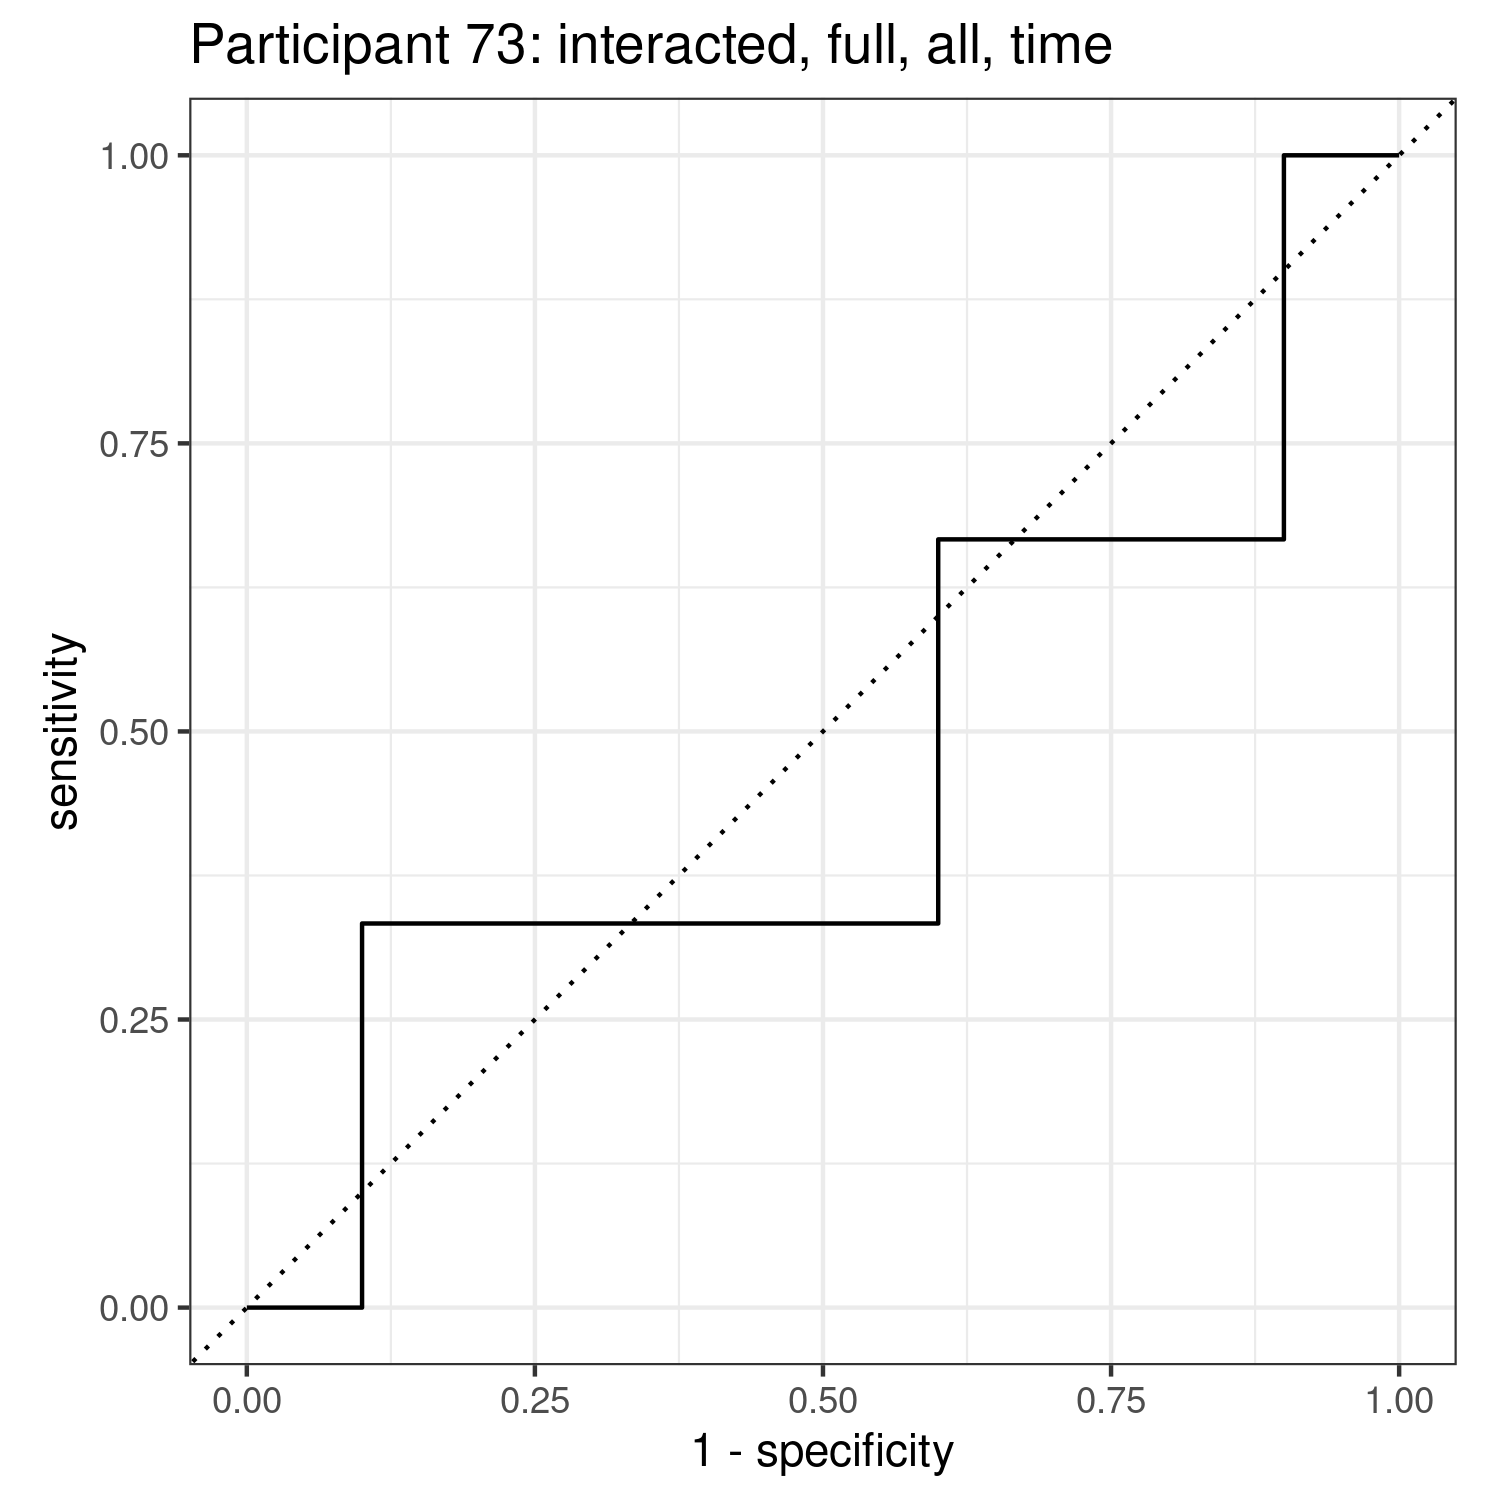 Participant 73: interacted, full, all, time
1.00
0.75
0.50
0.25
0.00
sensitivity
0.00 0.25 0.50 0.75 1.00
1 - specificity